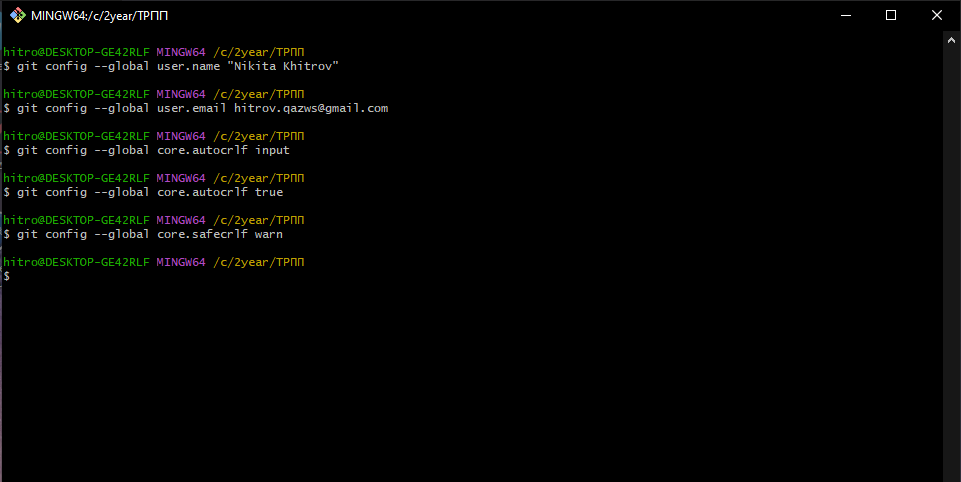 MINGW64:/c/2year/ТРПП
hitro@DESKTOP-GE42RLF MINGW64 /c/2year/ТРПП
$ git config --global user.name "Nikita Khitrov"
hitro@DESKTOP-GE42RLF MINGW64 /c/2year/ТРПП
$ git config --global user.email hitrov.qazws@gmail.com
hitro@DESKTOP-GE42RLF MINGW64 /c/2year/ТРПП
$ git config --global core.autocrlf input
hitro@DESKTOP-GE42RLF MINGW64 /c/2year/ТРПП
$ git config --global core.autocrlf true
hitro@DESKTOP-GE42RLF MINGW64 /c/2year/ТРПП
$ git config --global core.safecrlf warn
hitro@DESKTOP-GE42RLF MINGW64 /c/2year/ТРПП
$